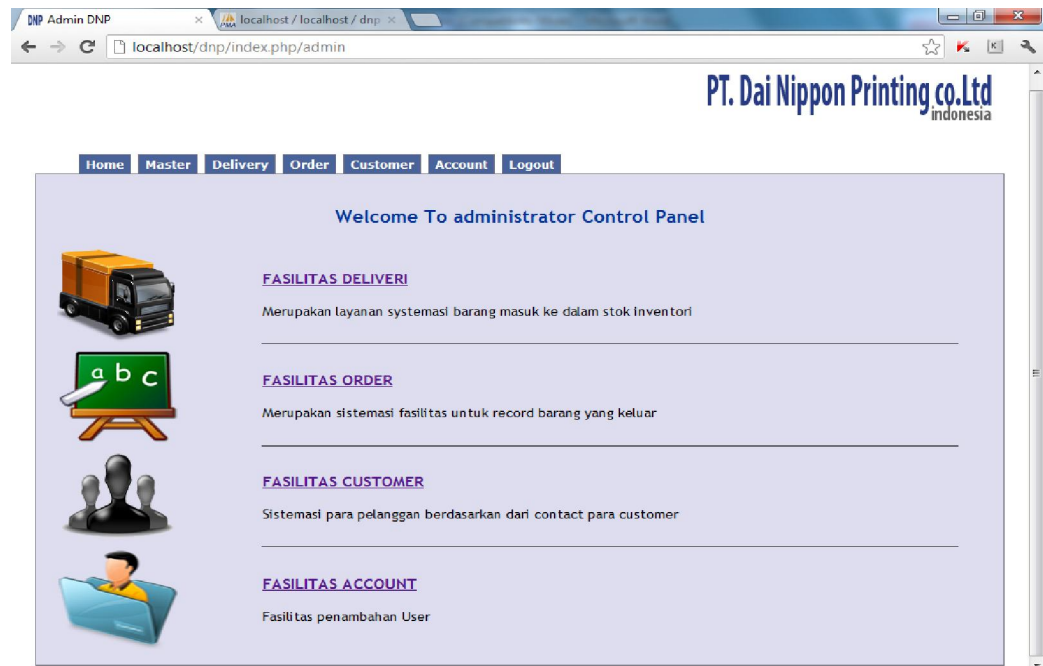 DNP Admin DNP
PMA localhost / localhost / dnp
localhost/dnp/index.php/admin
PT. Dai Nippon Printing co.Ltd
indonesia
Home Master Delivery Order Customer Account Logout
Welcome To administrator Control Panel
FASILITAS DELIVERI
Merupakan layanan systemasi barang masuk ke dalam stok inventori
a b c
FASILITAS ORDER
Merupakan sistemasi fasilitas untuk record barang yang keluar
FASILITAS CUSTOMER
Sistemasi para pelanggan berdasarkan dari contact para customer
FASILITAS ACCOUNT
Fasilitas penambahan User